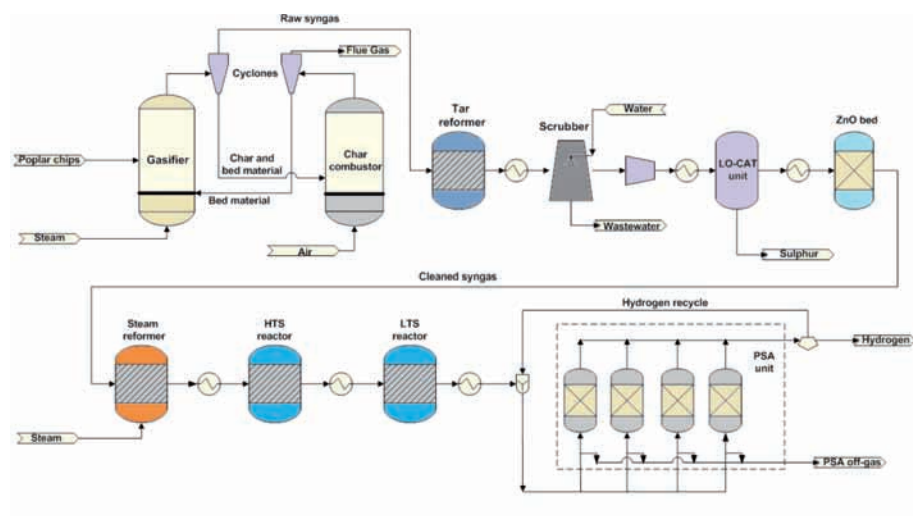 Raw syngas
Flue Gas
Cyclones
Tar
reformer
Water
Scrubber
ZnO bed
Poplar chips
Gasifier
Char and
bed material
Char
combustor
LO-CAT
unit
Bed material
Steam
Air
Wastewater
Sulphur
Cleaned syngas
Hydrogen recycle
Steam
reformer
HTS
reactor
LTS
reactor
Hydrogen
PSA
unit
Steam
PSA off-gas